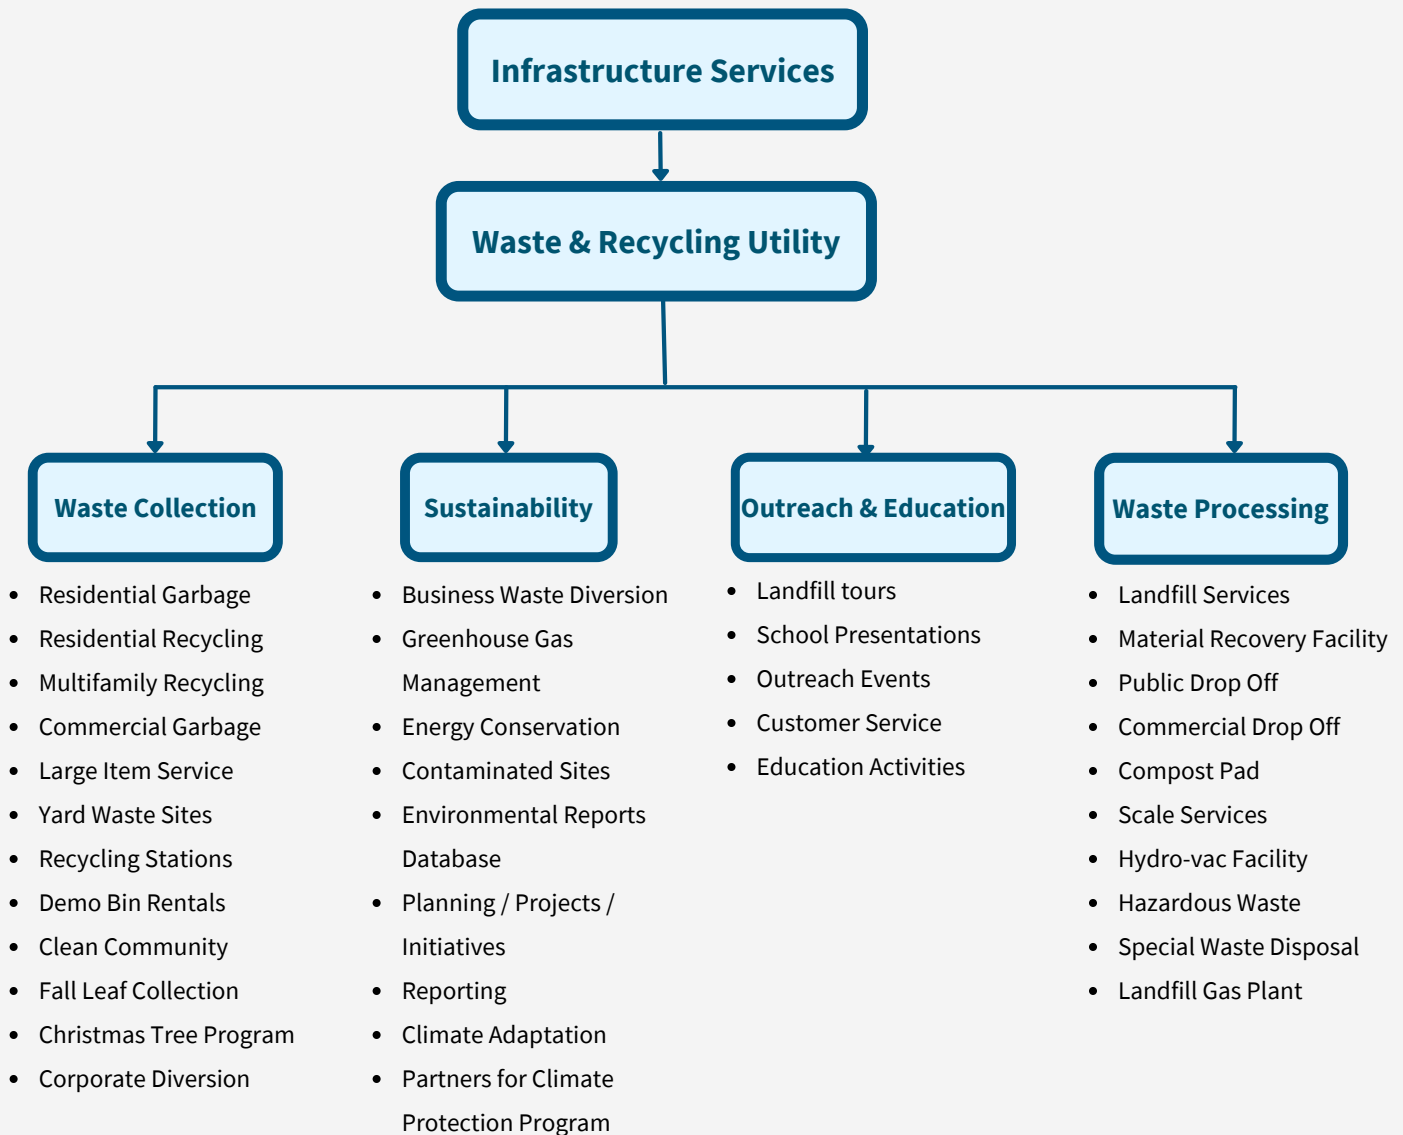 Infrastructure Services
Waste & Recycling Utility
Waste Collection
• Residential Garbage
• Residential Recycling
• Multifamily Recycling
• Commercial Garbage
• Large Item Service
• Yard Waste Sites
• Recycling Stations
• Demo Bin Rentals
• Clean Community
• Fall Leaf Collection
• Christmas Tree Program
• Corporate Diversion
Sustainability
• Business Waste Diversion
• Greenhouse Gas
Management
• Energy Conservation
• Contaminated Sites
• Environmental Reports
Database
• Planning / Projects /
Initiatives
• Reporting
• Climate Adaptation
• Partners for Climate
Protection Program
Outreach & Education
• Landfill tours
• School Presentations
• Outreach Events
• Customer Service
• Education Activities
Waste Processing
• Landfill Services
• Material Recovery Facility
• Public Drop Off
• Commercial Drop Off
• Compost Pad
• Scale Services
• Hydro-vac Facility
• Hazardous Waste
• Special Waste Disposal
• Landfill Gas Plant